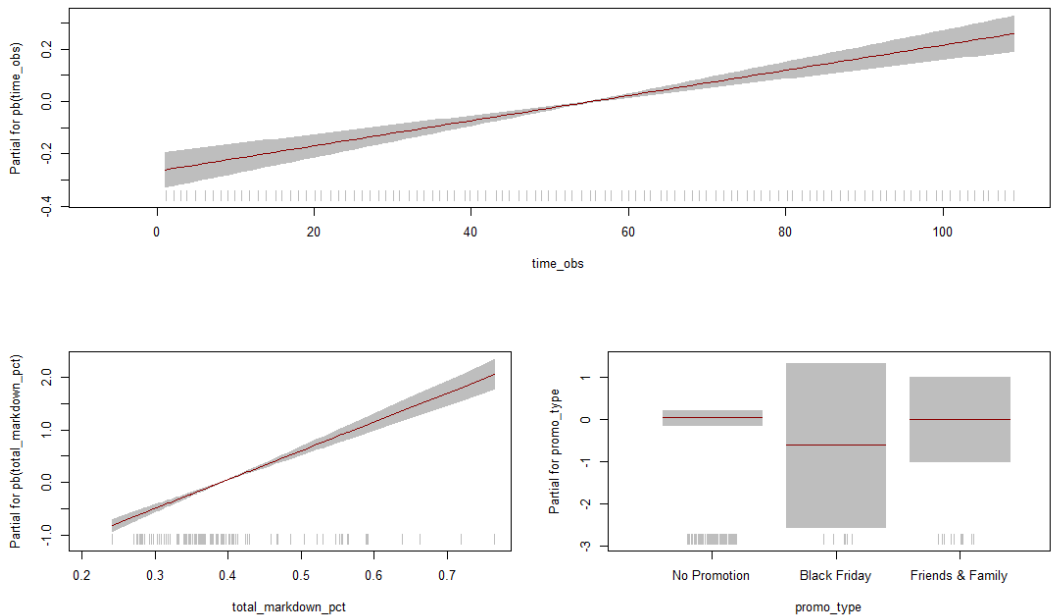 Partial for pb(time_obs)
0.2
0.0
-0.2
-0.4
0 20 40 60 80 100
time_obs
Partial for pb(total_markdown_pct)
2.0
1.0
0.0
-1.0
0.2 0.3 0.4 0.5 0.6 0.7
total_markdown_pct
Partial for promo_type
1
0
-1
-2
-3
No Promotion Black Friday Friends & Family
promo_type